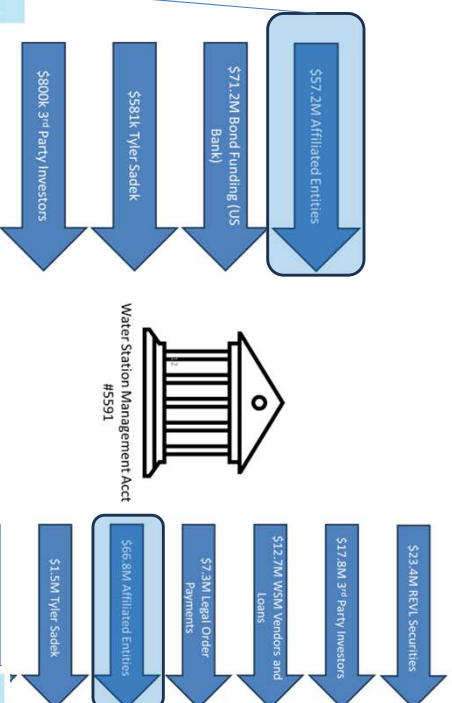 $57.2M Affiliated Entities
$71.2M Bond Funding (US
Bank)
$581k Tyler Sadek
$800k 3rd Party Investors
Water Station Management Acct
#5591
$23.4M REVL Securities
$17.8M 3rd Party Investors
$12.7M WSM Vendors and
Loans
$7.3M Legal Order
Payments
$66.8M Affiliated Entities
$1.5M Tyler Sadek